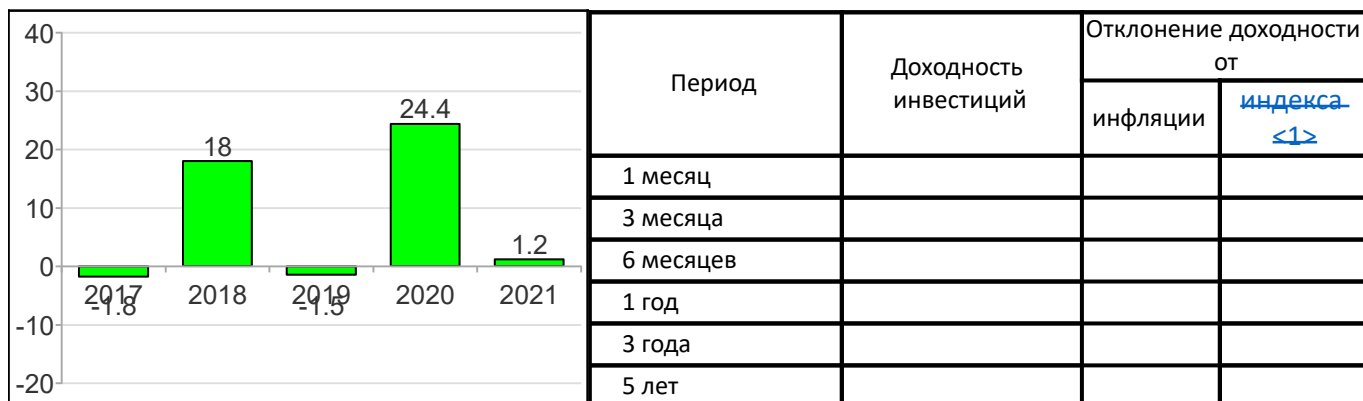 40
30
20
10
0
-10
-20
18
24.4
1.2
2017 2018 2019 2020 2021
-1.8
-1.5
Период
Доходность
инвестиций
Отклонение доходности
от
инфляции
индекса
<1>
1 месяц
3 месяца
6 месяцев
1 год
3 года
5 лет